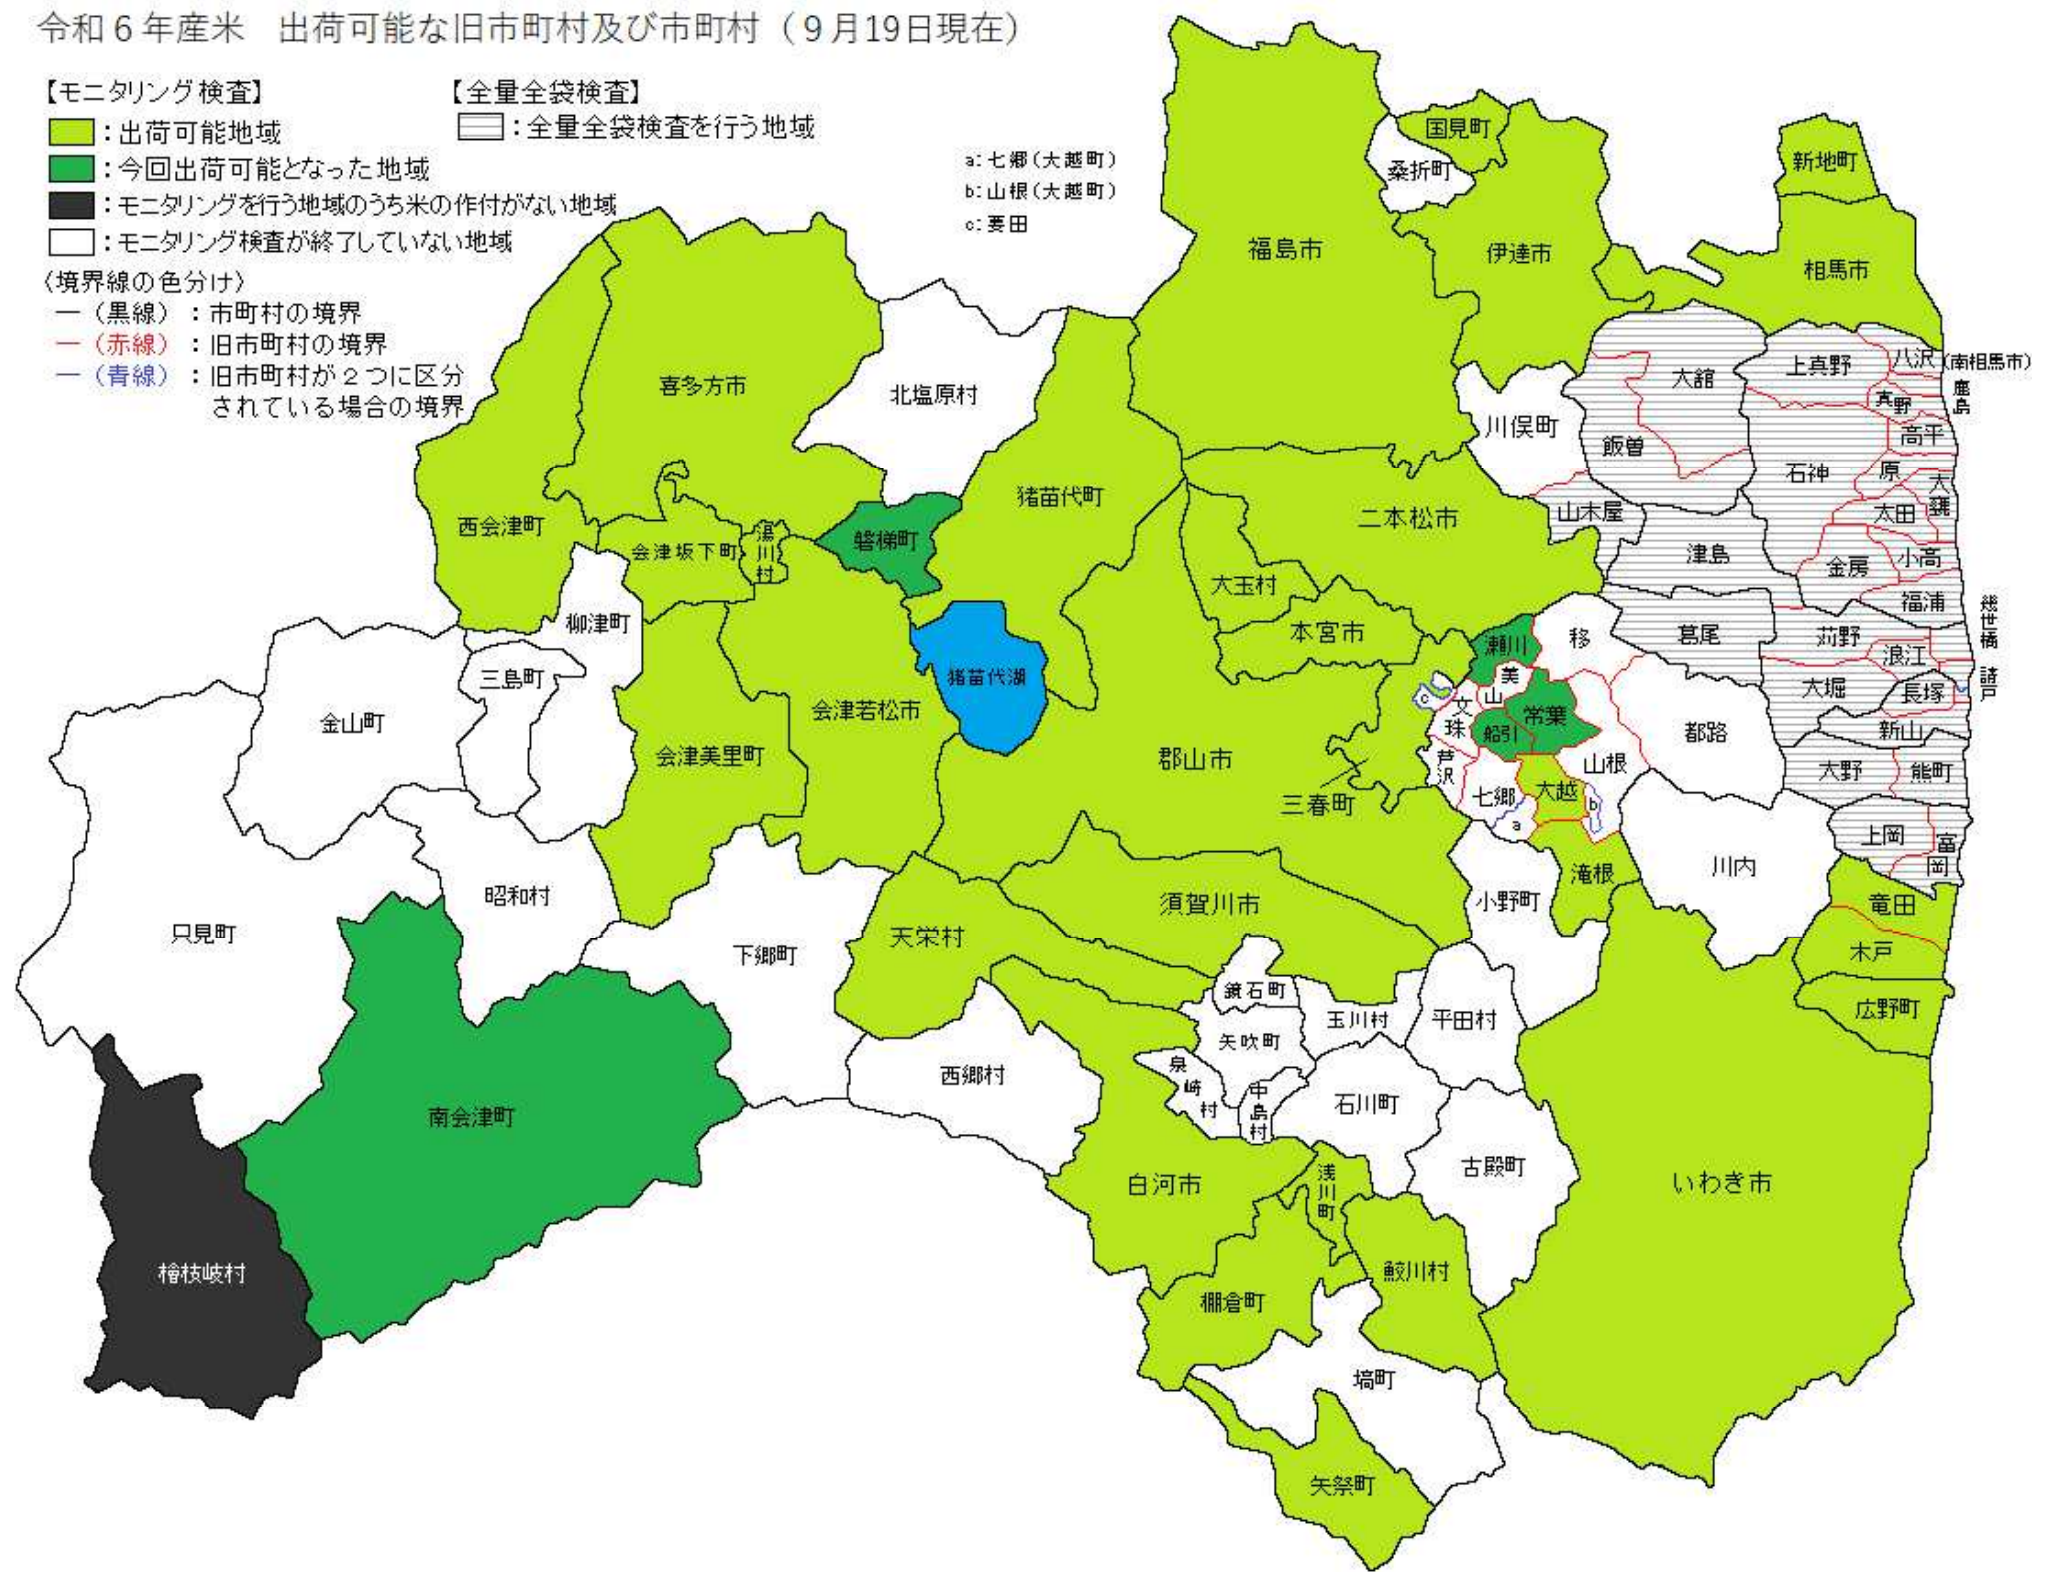 令和６年産米　出荷可能な旧市町村及び市町村（９月19日現在）
【モニタリング検査】
：出荷可能地域
：今回出荷可能となった地域
：モニタリングを行う地域のうち米の作付がない地域
：モニタリング検査が終了していない地域
【全量全袋検査】
：全量全袋検査を行う地域
〈境界線の色分け〉
ー（黒線）：市町村の境界
ー（赤線）：旧市町村の境界
ー（青線）：旧市町村が２つに区分
されている場合の境界
a：七郷（大越町）
b：山根（大越町）
c：要田
国見町
桑折町
新地町
福島市
伊達市
相馬市
喜多方市
北塩原村
大舘
上真野
八沢
(南相馬市)
鹿島
真野
川俣町
飯曽
高平
石神
原
大甕
猪苗代町
二本松市
山木屋
太田
西会津町
会津坂下町
湯川村
磐梯町
津島
金房
小高
大玉村
福浦
幾世橋
柳津町
本宮市
瀬川
移
葛尾
苅野
浪江
請戸
三島町
猪苗代湖
美山
大堀
長塚
金山町
会津若松市
c
文珠
常葉
船引
都路
新山
会津美里町
郡山市
芦沢
山根
大野
熊町
三春町
七郷
大越
b
a
上岡
富岡
昭和村
須賀川市
小野町
滝根
川内
竜田
只見町
下郷町
天栄村
木戸
鏡石町
玉川村
平田村
広野町
矢吹町
西郷村
泉崎村
中島村
石川町
南会津町
古殿町
白河市
浅川町
いわき市
檜枝岐村
棚倉町
鮫川村
塙町
矢祭町